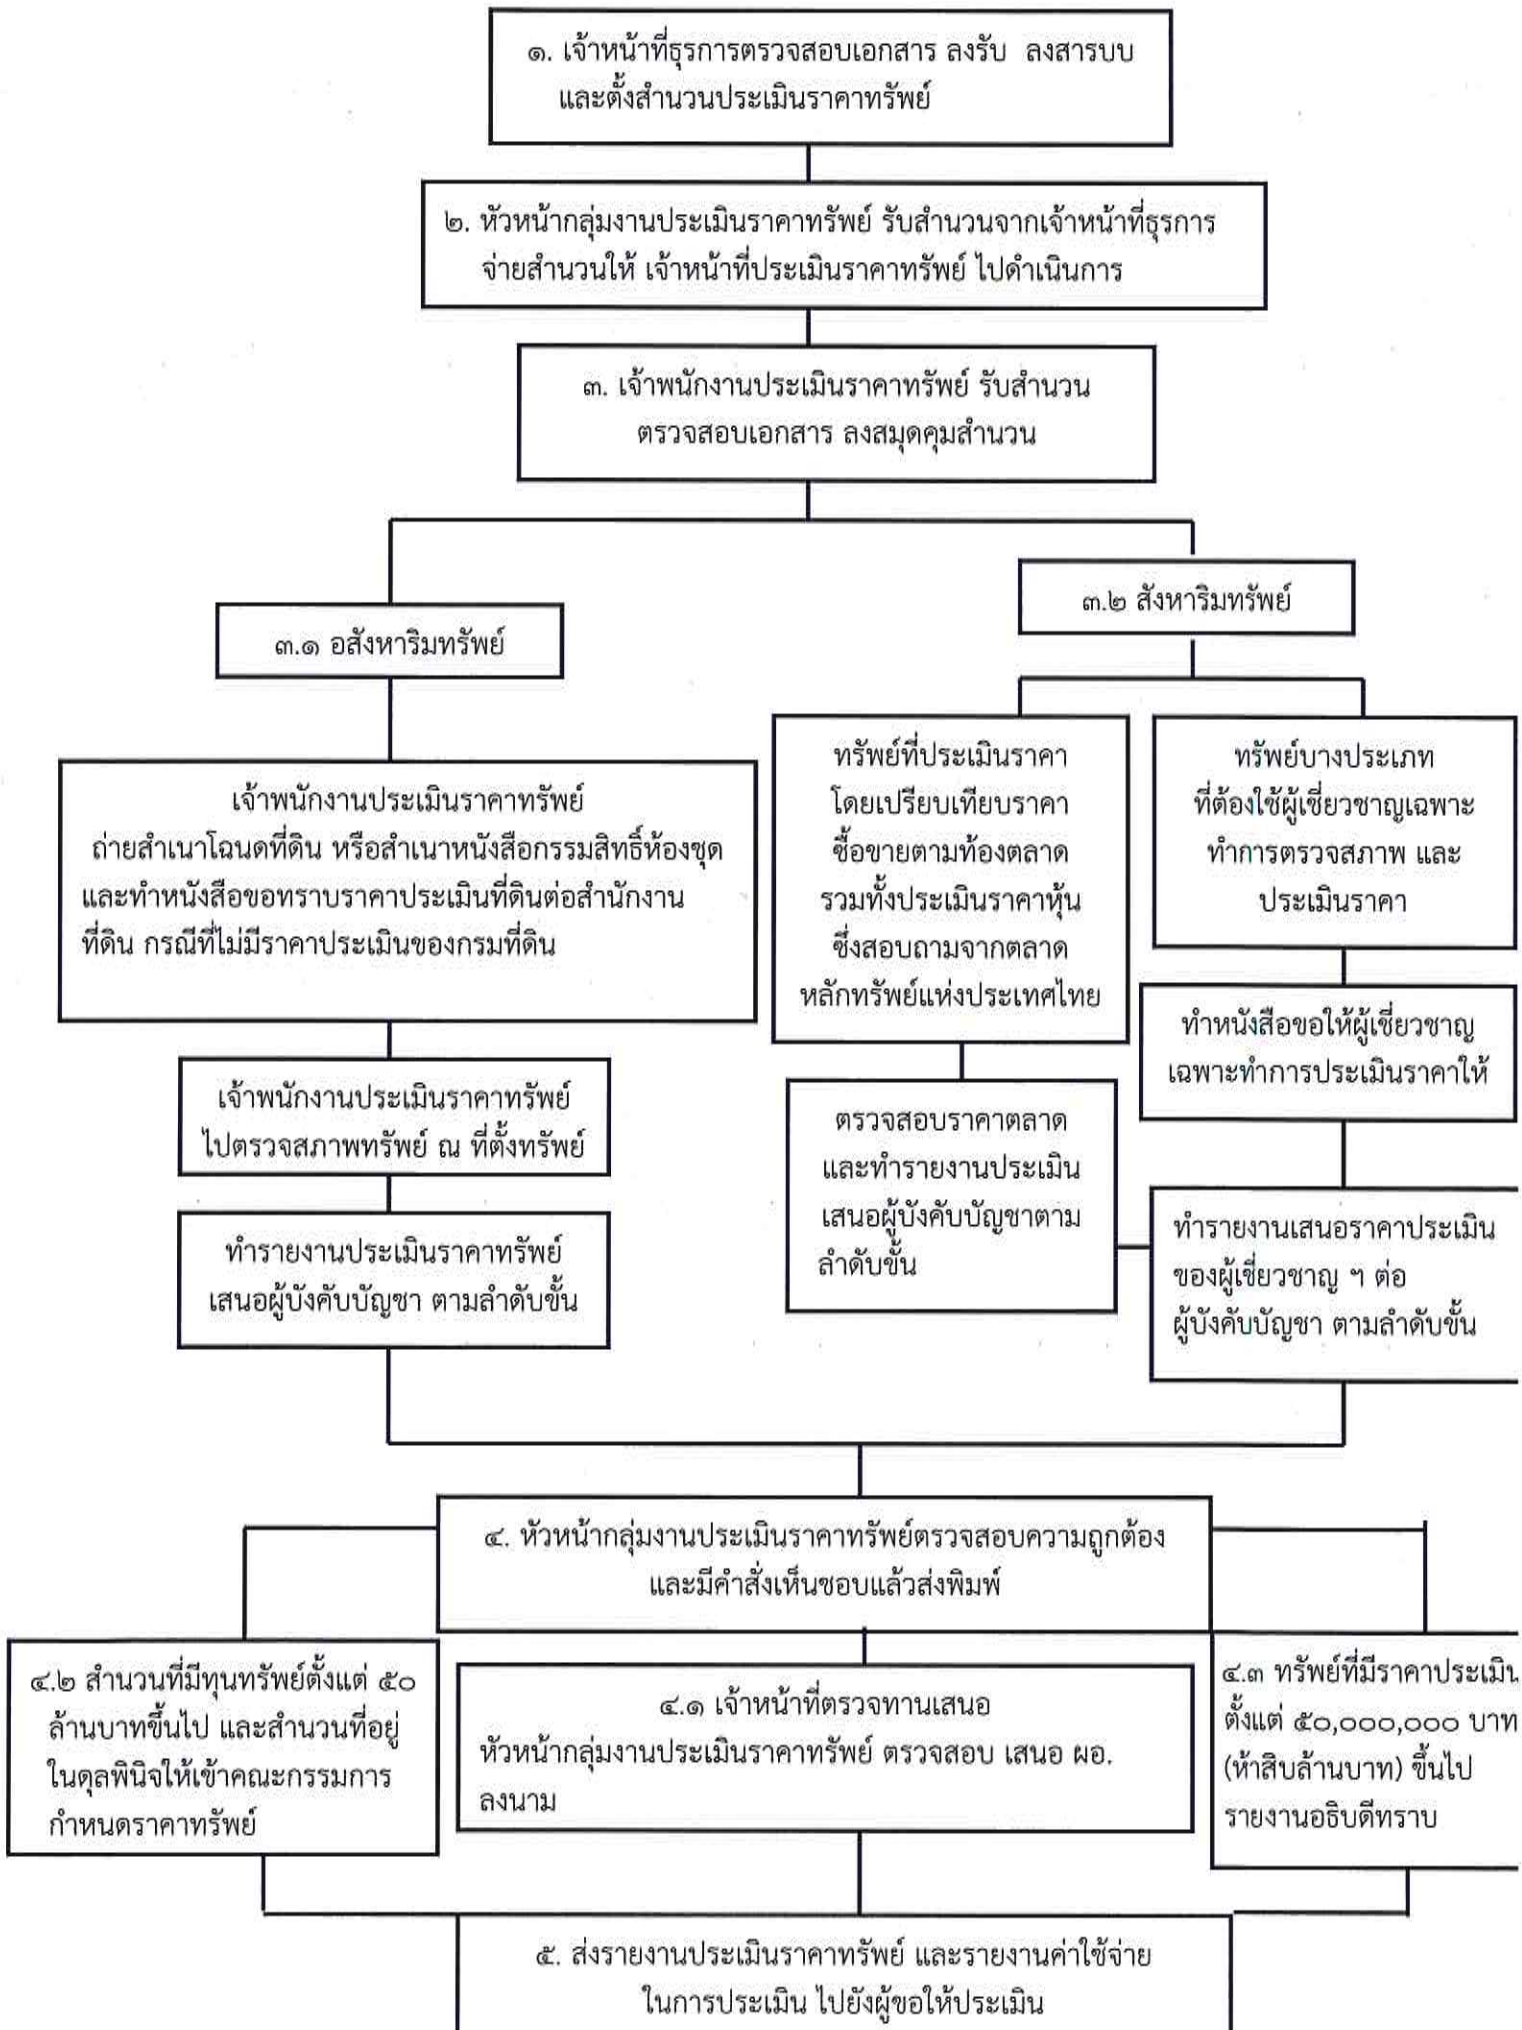 ๑. เจ้าหน้าที่ธุรการตรวจสอบเอกสาร ลงรับ ลงสารบบ
และตั้งสำนวนประเมินราคาทรัพย์
๒. หัวหน้ากลุ่มงานประเมินราคาทรัพย์ รับสำนวนจากเจ้าหน้าที่ธุรการ
จ่ายสำนวนให้ เจ้าหน้าที่ประเมินราคาทรัพย์ ไปดำเนินการ
๓. เจ้าพนักงานประเมินราคาทรัพย์ รับสำนวน
ตรวจสอบเอกสาร ลงสมุดคุมสำนวน
๓.๑ อสังหาริมทรัพย์
เจ้าพนักงานประเมินราคาทรัพย์
ถ่ายสำเนาโฉนดที่ดิน หรือสำเนาหนังสือกรรมสิทธิ์ห้องชุด
และทำหนังสือขอทราบราคาประเมินที่ดินต่อสำนักงาน
ที่ดิน กรณีที่ไม่มีราคาประเมินของกรมที่ดิน
เจ้าพนักงานประเมินราคาทรัพย์
ไปตรวจสภาพทรัพย์ ณ ที่ตั้งทรัพย์
ทำรายงานประเมินราคาทรัพย์
เสนอผู้บังคับบัญชา ตามลำดับขั้น
๓.๒ สังหาริมทรัพย์
ทรัพย์ที่ประเมินราคา
โดยเปรียบเทียบราคา
ซื้อขายตามท้องตลาด
รวมทั้งประเมินราคาหุ้น
ซึ่งสอบถามจากตลาด
หลักทรัพย์แห่งประเทศไทย
ตรวจสอบราคาตลาด
และทำรายงานประเมิน
เสนอผู้บังคับบัญชาตาม
ลำดับขั้น
ทรัพย์บางประเภท
ที่ต้องใช้ผู้เชี่ยวชาญเฉพาะ
ทำการตรวจสภาพ และ
ประเมินราคา
ทำหนังสือขอให้ผู้เชี่ยวชาญ
เฉพาะทำการประเมินราคาให้
ทำรายงานเสนอราคาประเมิน
ของผู้เชี่ยวชาญ ฯ ต่อ
ผู้บังคับบัญชา ตามลำดับขั้น
๔. หัวหน้ากลุ่มงานประเมินราคาทรัพย์ตรวจสอบความถูกต้อง
และมีคำสั่งเห็นชอบแล้วส่งพิมพ์
๔.๒ สำนวนที่มีทุนทรัพย์ตั้งแต่ ๕๐
ล้านบาทขึ้นไป และสำนวนที่อยู่
ในดุลพินิจให้เข้าคณะกรรมการ
กำหนดราคาทรัพย์
๔.๑ เจ้าหน้าที่ตรวจทานเสนอ
หัวหน้ากลุ่มงานประเมินราคาทรัพย์ ตรวจสอบ เสนอ ผอ.
ลงนาม
๔.๓ ทรัพย์ที่มีราคาประเมิน
ตั้งแต่ ๕๐,๐๐๐,๐๐๐ บาท
(ห้าสิบล้านบาท) ขึ้นไป
รายงานอธิบดีทราบ
๕. ส่งรายงานประเมินราคาทรัพย์ และรายงานค่าใช้จ่าย
ในการประเมิน ไปยังผู้ขอให้ประเมิน